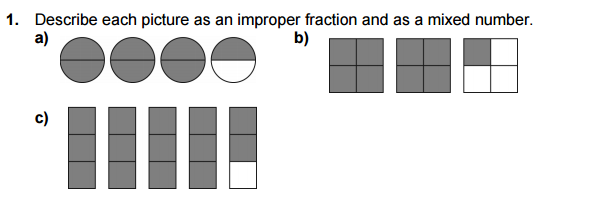 1. Describe each picture as an improper fraction and as a mixed number.
a) b)
c)